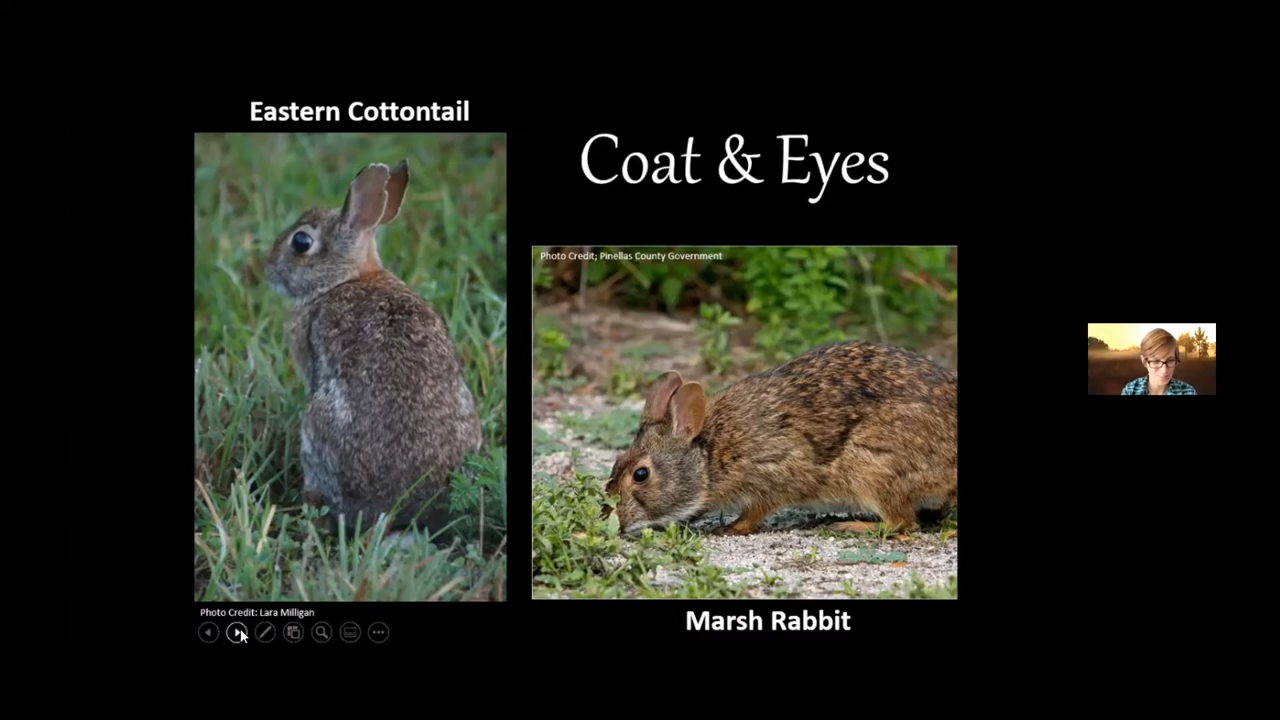 Eastern Cottontail
Coat & Eyes
Photo Credit; Pinellas County Government
Photo Credit: Lara Milligan
Marsh Rabbit